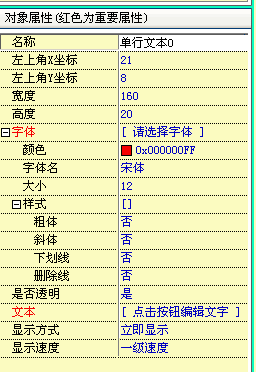 对象属性(红色为重要属性)
名称 单行文本0
左上角X坐标 21
左上角Y坐标 8
宽度 160
高度 20
字体 [ 请选择字体 ]
颜色 0x000000FF
字体名 宋体
大小 12
样式 []
粗体 否
斜体 否
下划线 否
删除线 否
是否透明 是
文本 [ 点击按钮编辑文字 ]
显示方式 立即显示
显示速度 一级速度